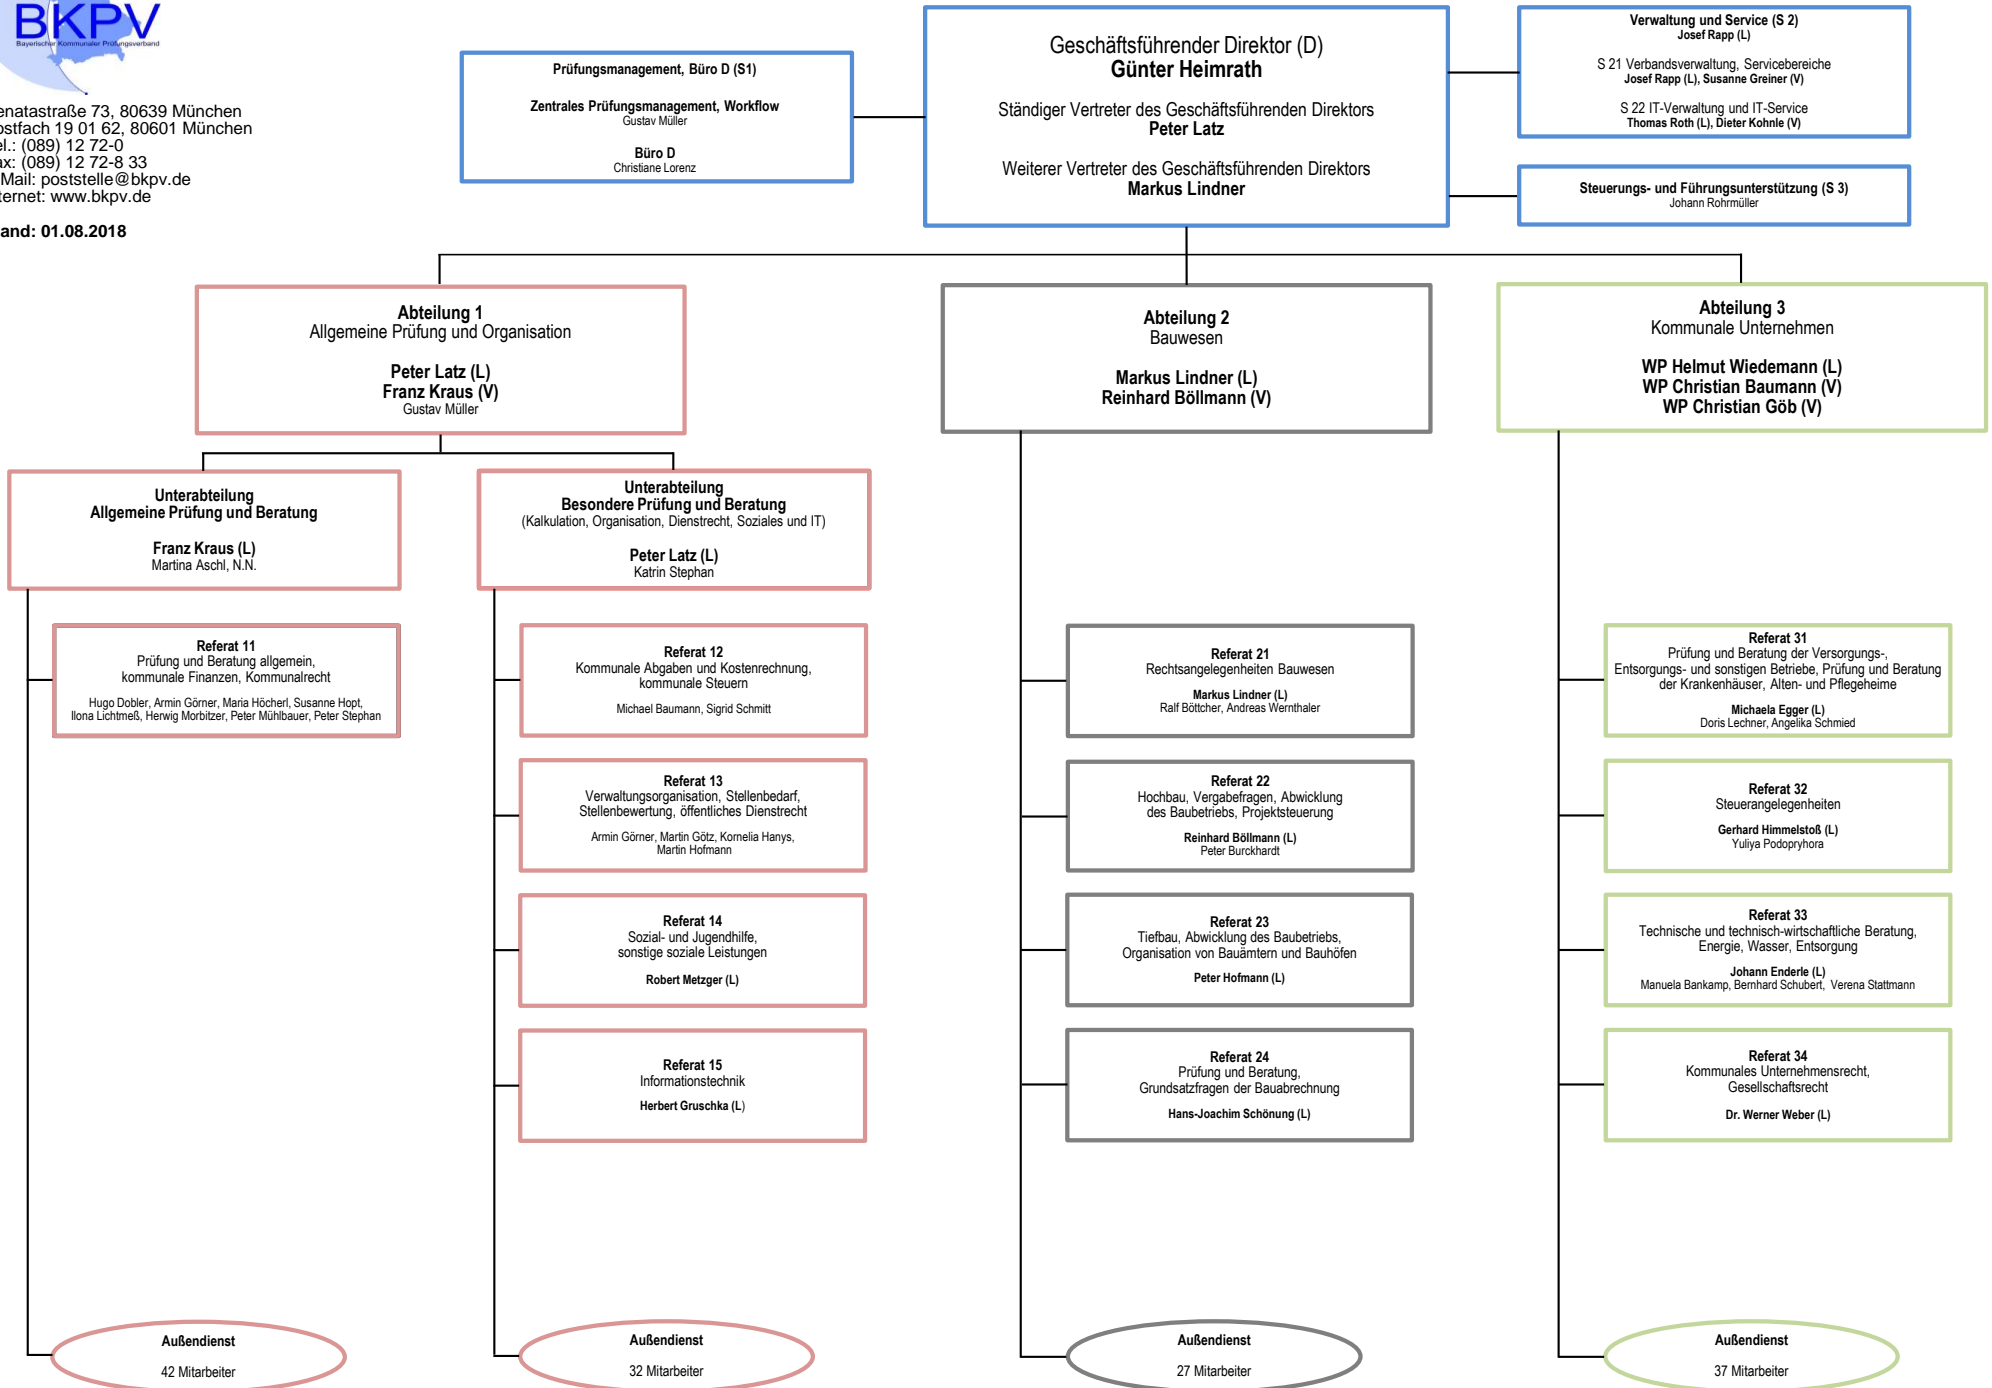 BKPV
Bayerischer Kommunaler Prüfungsverband
enatastraße 73, 80639 München
ostfach 19 01 62, 80601 München
el.: (089) 12 72-0
ax: (089) 12 72-8 33
Mail: poststelle@bkpv.de
ternet: www.bkpv.de
and: 01.08.2018
Prüfungsmanagement, Büro D (S1)
Zentrales Prüfungsmanagement, Workflow
Gustav Müller
Büro D
Christiane Lorenz
Geschäftsführender Direktor (D)
Günter Heimrath
Ständiger Vertreter des Geschäftsführenden Direktors
Peter Latz
Weiterer Vertreter des Geschäftsführenden Direktors
Markus Lindner
Verwaltung und Service (S 2)
Josef Rapp (L)
S 21 Verbandsverwaltung, Servicebereiche
Josef Rapp (L), Susanne Greiner (V)
S 22 IT-Verwaltung und IT-Service
Thomas Roth (L), Dieter Kohnle (V)
Steuerungs- und Führungsunterstützung (S 3)
Johann Rohrmüller
Abteilung 1
Allgemeine Prüfung und Organisation
Peter Latz (L)
Franz Kraus (V)
Gustav Müller
Abteilung 2
Bauwesen
Markus Lindner (L)
Reinhard Böllmann (V)
Abteilung 3
Kommunale Unternehmen
WP Helmut Wiedemann (L)
WP Christian Baumann (V)
WP Christian Göb (V)
Unterabteilung
Allgemeine Prüfung und Beratung
Franz Kraus (L)
Martina Aschl, N.N.
Unterabteilung
Besondere Prüfung und Beratung
(Kalkulation, Organisation, Dienstrecht, Soziales und IT)
Peter Latz (L)
Katrin Stephan
Referat 11
Prüfung und Beratung allgemein,
kommunale Finanzen, Kommunalrecht
Hugo Dobler, Armin Görner, Maria Höcherl, Susanne Hopt,
Ilona Lichtmeß, Herwig Morbitzer, Peter Mühlbauer, Peter Stephan
Referat 12
Kommunale Abgaben und Kostenrechnung,
kommunale Steuern
Michael Baumann, Sigrid Schmitt
Referat 13
Verwaltungsorganisation, Stellenbedarf,
Stellenbewertung, öffentliches Dienstrecht
Armin Görner, Martin Götz, Kornelia Hanys,
Martin Hofmann
Referat 14
Sozial- und Jugendhilfe,
sonstige soziale Leistungen
Robert Metzger (L)
Referat 15
Informationstechnik
Herbert Gruschka (L)
Referat 21
Rechtsangelegenheiten Bauwesen
Markus Lindner (L)
Ralf Böttcher, Andreas Wernthaler
Referat 22
Hochbau, Vergabefragen, Abwicklung
des Baubetriebs, Projektsteuerung
Reinhard Böllmann (L)
Peter Burckhardt
Referat 23
Tiefbau, Abwicklung des Baubetriebs,
Organisation von Bauämtern und Bauhöfen
Peter Hofmann (L)
Referat 24
Prüfung und Beratung,
Grundsatzfragen der Bauabrechnung
Hans-Joachim Schönung (L)
Referat 31
Prüfung und Beratung der Versorgungs-,
Entsorgungs- und sonstigen Betriebe, Prüfung und Beratung
der Krankenhäuser, Alten- und Pflegeheime
Michaela Egger (L)
Doris Lechner, Angelika Schmied
Referat 32
Steuerangelegenheiten
Gerhard Himmelstoß (L)
Yuliya Podopryhora
Referat 33
Technische und technisch-wirtschaftliche Beratung,
Energie, Wasser, Entsorgung
Johann Enderle (L)
Manuela Bankamp, Bernhard Schubert, Verena Stattmann
Referat 34
Kommunales Unternehmensrecht,
Gesellschaftsrecht
Dr. Werner Weber (L)
Außendienst
42 Mitarbeiter
Außendienst
32 Mitarbeiter
Außendienst
27 Mitarbeiter
Außendienst
37 Mitarbeiter